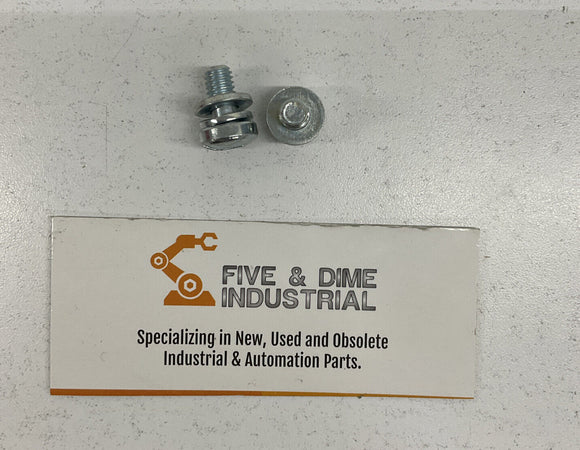 FIVE & DIME
INDUSTRIAL
Specializing in New, Used and Obsolete
Industrial & Automation Parts.